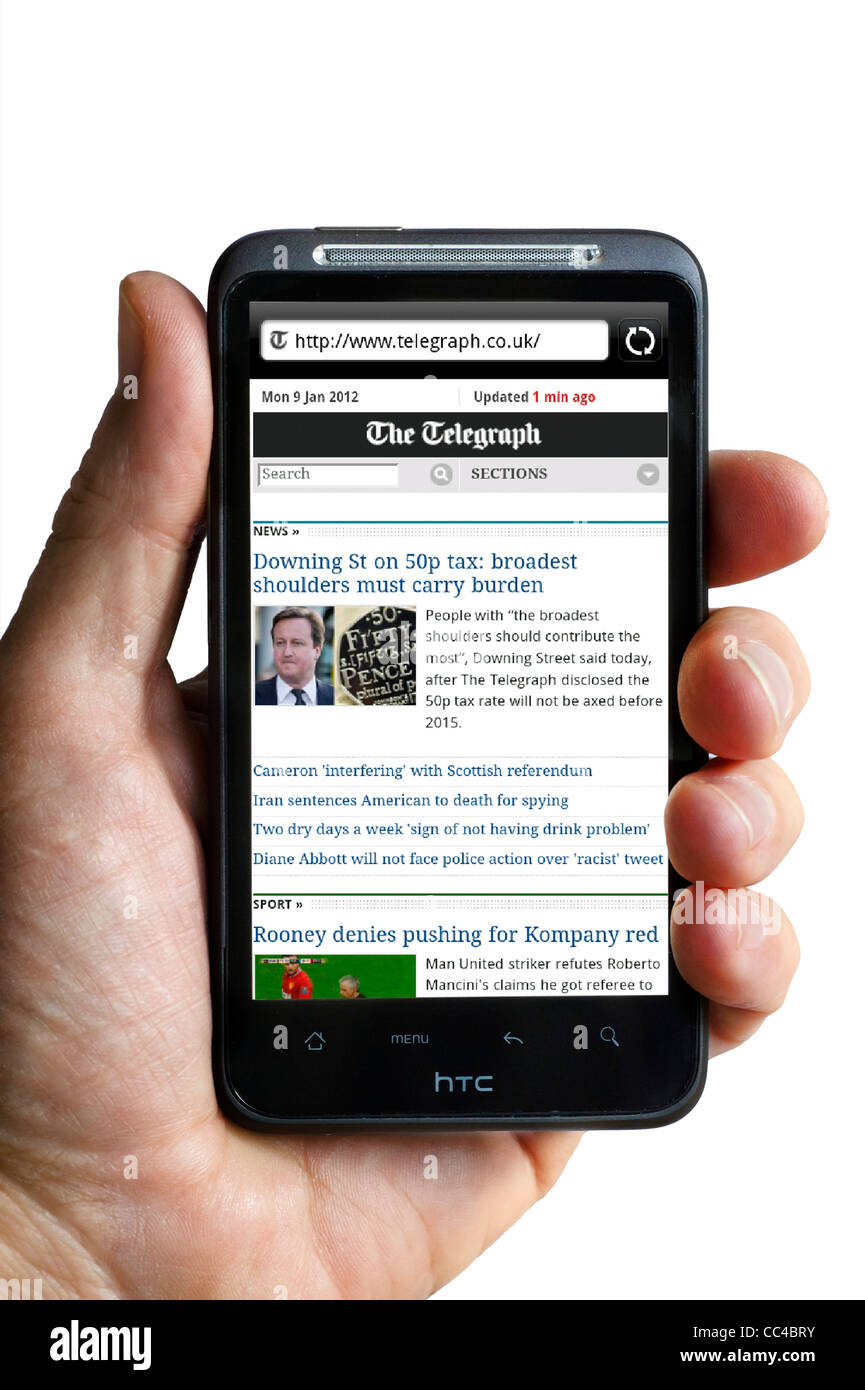 http://www.telegraph.co.uk/
Mon 9 Jan 2012
Updated 1 min ago
The Telegraph
Search
SECTIONS
NEWS »
Downing St on 50p tax: broadest
shoulders must carry burden
50
FIFTY
PENCE
plural of p
People with “the broadest
shoulders should contribute the
most”, Downing Street said today,
after The Telegraph disclosed the
50p tax rate will not be axed before
2015.
Cameron 'interfering' with Scottish referendum
Iran sentences American to death for spying
Two dry days a week 'sign of not having drink problem'
Diane Abbott will not face police action over 'racist' tweet
SPORT »
Rooney denies pushing for Kompany red
Man United striker refutes Roberto
Mancini's claims he got referee to
MENU
hTC
alamy
Image ID: CC4BRY
www.alamy.com